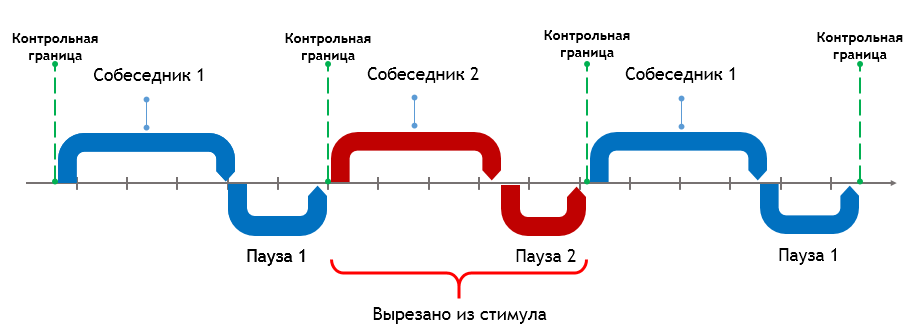 Контрольная
граница
Контрольная
граница
Контрольная
граница
Контрольная
граница
Собеседник 1
Собеседник 2
Собеседник 1
Пауза 1
Пауза 2
Пауза 1
Вырезано из стимула